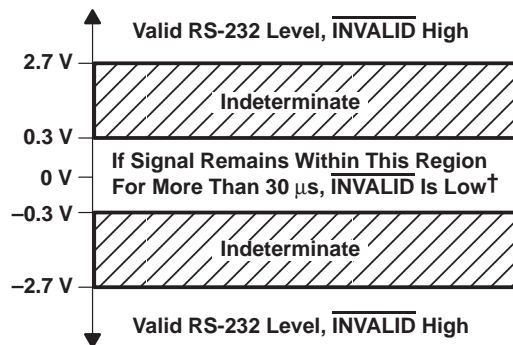 Valid RS-232 Level, INVALID High
2.7 V
Indeterminate
0.3 V
If Signal Remains Within This Region
0 V
For More Than 30 μs, INVALID Is Low†
–0.3 V
Indeterminate
–2.7 V
Valid RS-232 Level, INVALID High